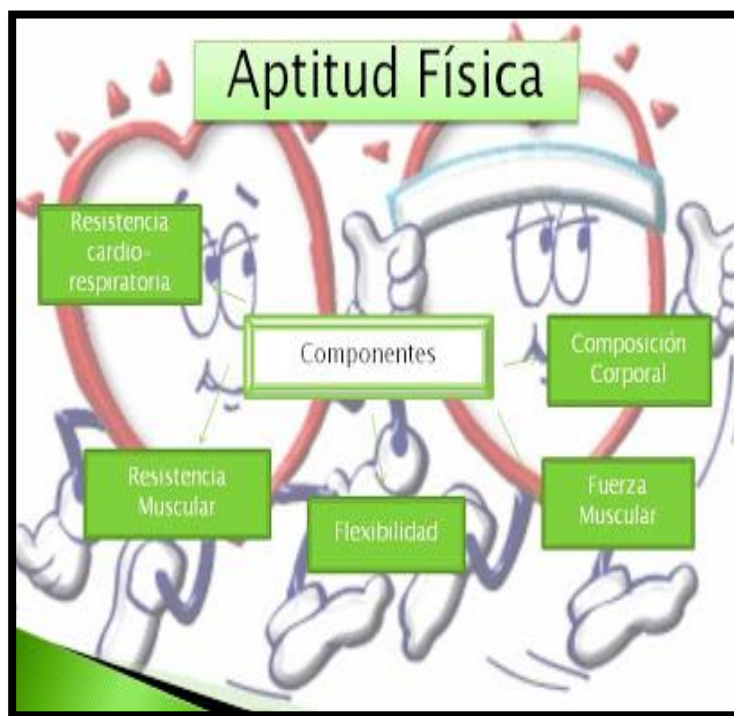 Aptitud Física
Resistencia
cardio-
respiratoria
Componentes
Composición
Corporal
Resistencia
Muscular
Flexibilidad
Fuerza
Muscular